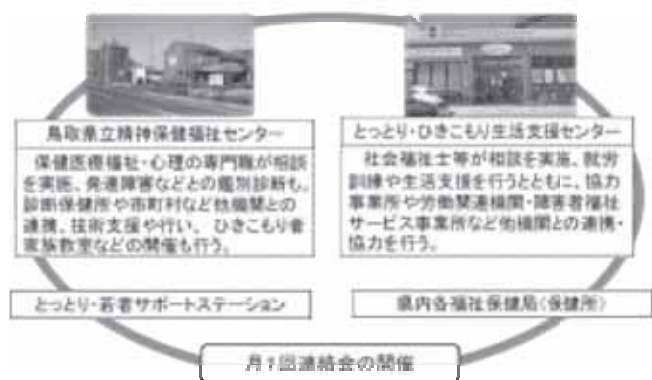 鳥取県立精神保健福祉センター
保健医療福祉・心理の専門職が相談
を実施、発達障害などとの鑑別診断も。
診断保健所や市町村など他機関との
連携、技術支援や行い、ひきこもり者
家族教室などの開催も行う。
とっとり・ひきこもり生活支援センター
社会福祉士等が相談を実施、就労
訓練や生活支援を行うとともに、協力
事業所や労働関連機関・障害者福祉
サービス事業所など他機関との連携・
協力を行う。
とっとり・若者サポートステーション
県内各福祉保健局(保健所)
月1回連絡会の開催